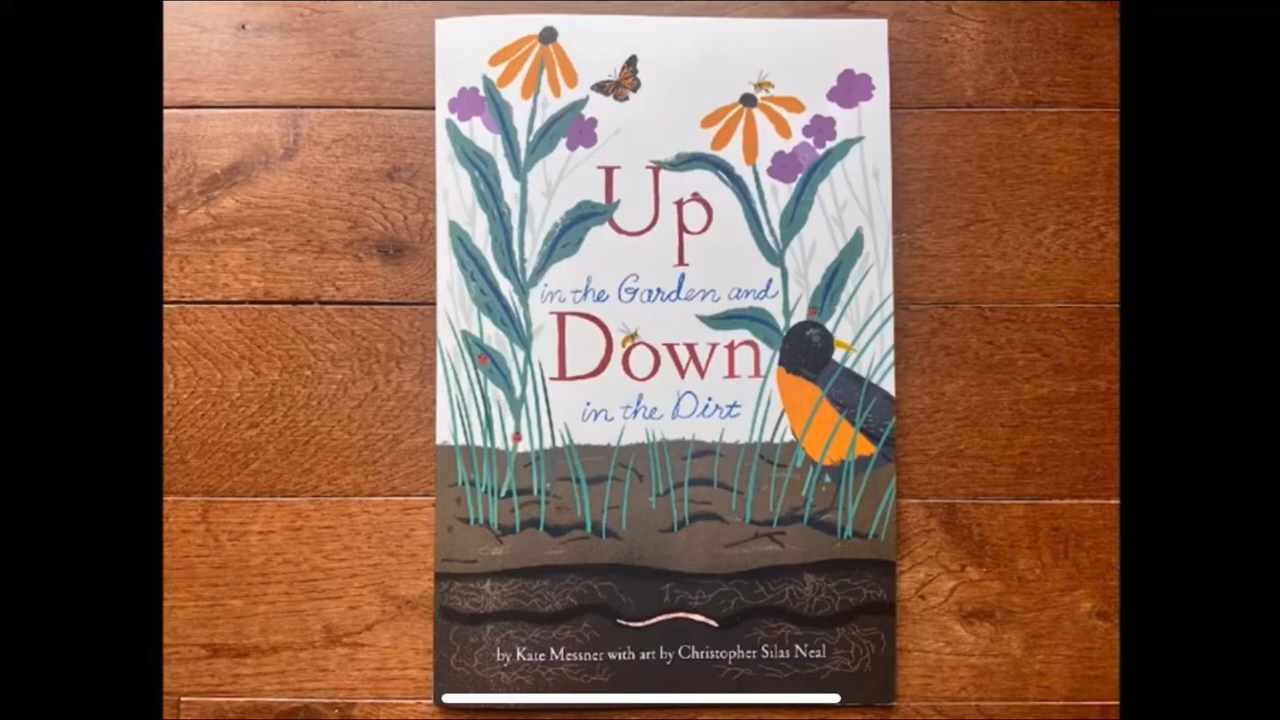 Up
in the Garden and
Down
in the Dirt
by Kate Messner with art by Christopher Silas Neal